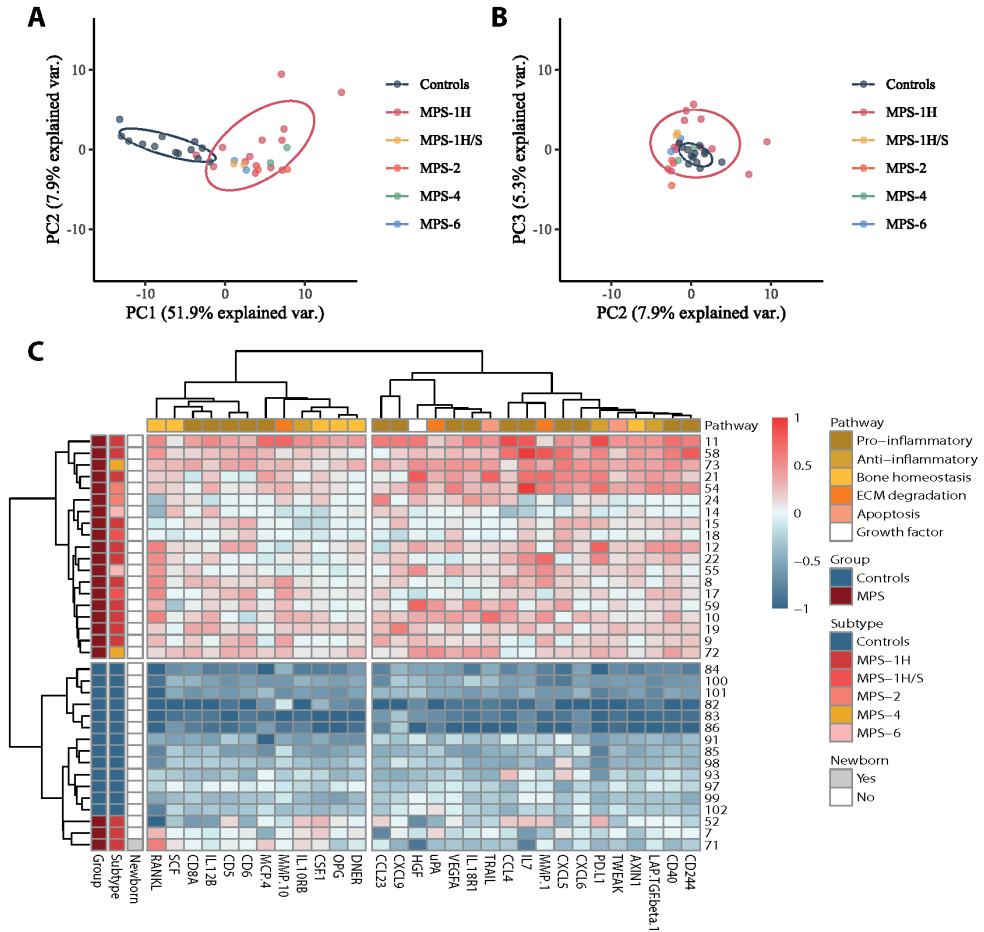 A
B
PC2 (7.9% explained var.)
10
0
-10
-10
0
10
PC1 (51.9% explained var.)
Controls
MPS-1H
MPS-1H/S
MPS-2
MPS-4
MPS-6
PC3 (5.3% explained var.)
10
0
-10
-10
0
10
PC2 (7.9% explained var.)
Controls
MPS-1H
MPS-1H/S
MPS-2
MPS-4
MPS-6
C
Pathway
11
58
73
21
54
24
14
15
18
12
22
55
8
17
59
10
19
9
72
84
100
101
82
83
86
91
85
98
93
97
99
102
52
7
71
Group
Subtype
Newborn
RANKL
SCF
CD8A
IL12B
CD5
CD6
MCP.4
MMP.10
IL10RB
CSF1
OPG
DNER
CCL23
CXCL9
HGF
uPA
VEGFA
IL18R1
TRAIL
CCL4
IL7
MMP.1
CXCL5
CXCL6
PD.L1
TWEAK
AXIN1
LAP.TGF.beta.1
CD40
CD244
1
0.5
0
−0.5
−1
Pathway
Pro−inflammatory
Anti−inflammatory
Bone homeostasis
ECM degradation
Apoptosis
Growth factor
Group
Controls
MPS
Subtype
Controls
MPS−1H
MPS−1H/S
MPS−2
MPS−4
MPS−6
Newborn
Yes
No